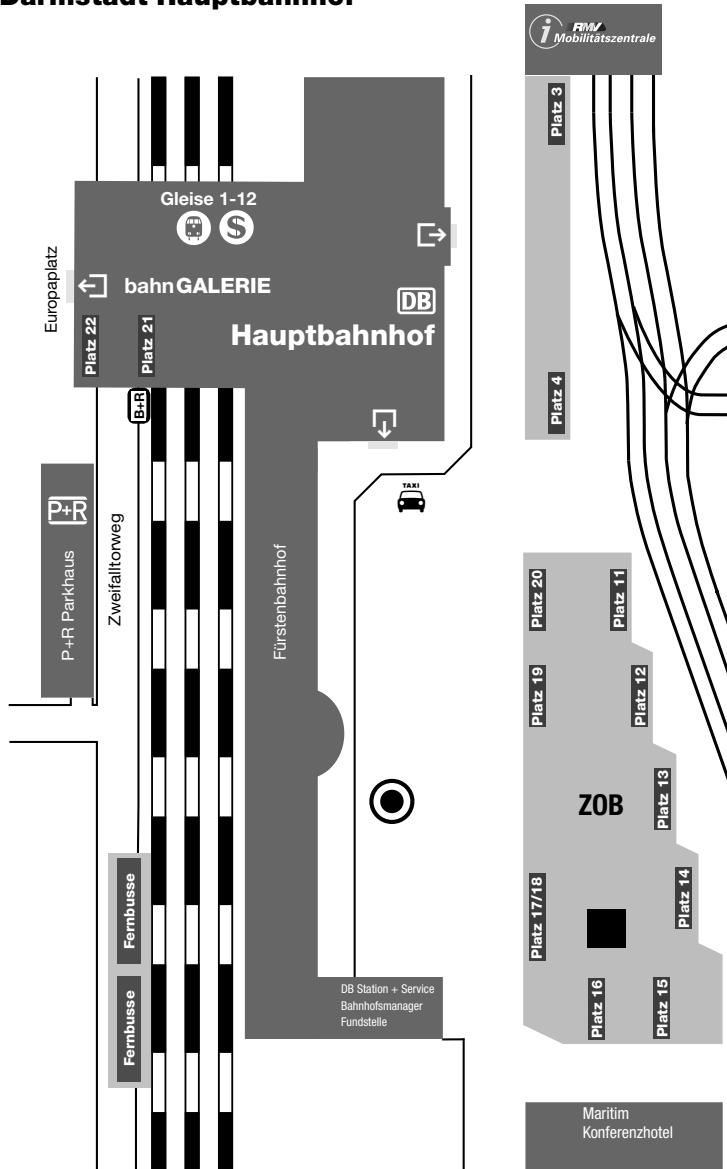 Darmstadt Hauptbahnhof
i RMV
Mobilitätszentrale
Platz 3
Gleise 1-12
S
Europaplatz
bahnGALERIE
DB
Hauptbahnhof
Platz 22
Platz 21
Platz 4
B+R
P+R
P+R Parkhaus
Zweifalltorweg
TAXI
Fürstenbahnhof
Platz 20
Platz 11
Platz 19
Platz 12
Platz 13
ZOB
Platz 17/18
Platz 14
Fernbusse
Fernbusse
DB Station + Service
Bahnhofsmanager
Fundstelle
Platz 16
Platz 15
Maritim
Konferenzhotel